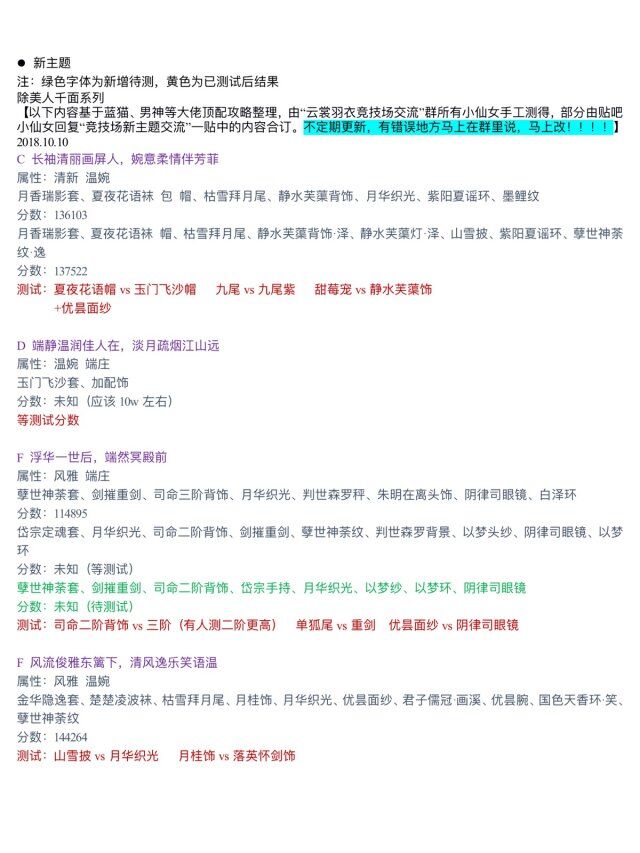 ● 新主题
注：绿色字体为新增待测，黄色为已测试后结果
除美人千面系列
【以下内容基于蓝猫、男神等大佬顶配攻略整理，由“云裳羽衣竞技场交流”群所有小仙女手工测得，部分由贴吧
小仙女回复“竞技场新主题交流”一贴中的内容合订。不定期更新，有错误地方马上在群里说，马上改！！！！】
2018.10.10
C 长袖清丽画屏人，婉意柔情伴芳菲
属性：清新 温婉
月香瑞影套、夏夜花语袜 包 帽、枯雪拜月尾、静水芙蕖背饰、月华织光、紫阳夏谣环、墨鲤纹
分数：136103
月香瑞影套、夏夜花语袜 帽、枯雪拜月尾、静水芙蕖背饰·泽、静水芙蕖灯·泽、山雪披、紫阳夏谣环、孽世神荼
纹·逸
分数：137522
测试：夏夜花语帽 vs 玉门飞沙帽 九尾 vs 九尾紫 甜莓宠 vs 静水芙蕖饰
+优昙面纱
D 端静温润佳人在，淡月疏烟江山远
属性：温婉 端庄
玉门飞沙套、加配饰
分数：未知（应该 10w 左右）
等测试分数
F 浮华一世后，端然冥殿前
属性：风雅 端庄
孽世神荼套、剑摧重剑、司命三阶背饰、月华织光、判世森罗秤、朱明在离头饰、阴律司眼镜、白泽环
分数：114895
岱宗定魂套、月华织光、司命二阶背饰、剑摧重剑、孽世神荼纹、判世森罗背景、以梦头纱、阴律司眼镜、以梦
环
分数：未知（等测试）
孽世神荼套、剑摧重剑、司命二阶背饰、岱宗手持、月华织光、以梦纱、以梦环、阴律司眼镜
分数：未知（待测试）
测试：司命二阶背饰 vs 三阶（有人测二阶更高） 单狐尾 vs 重剑 优昙面纱 vs 阴律司眼镜
F 风流俊雅东篱下，清风逸乐笑语温
属性：风雅 温婉
金华隐逸套、楚楚凌波袜、枯雪拜月尾、月桂饰、月华织光、优昙面纱、君子儒冠·画溪、优昙腕、国色天香环·笑、
孽世神荼纹
分数：144264
测试：山雪披 vs 月华织光 月桂饰 vs 落英怀剑饰